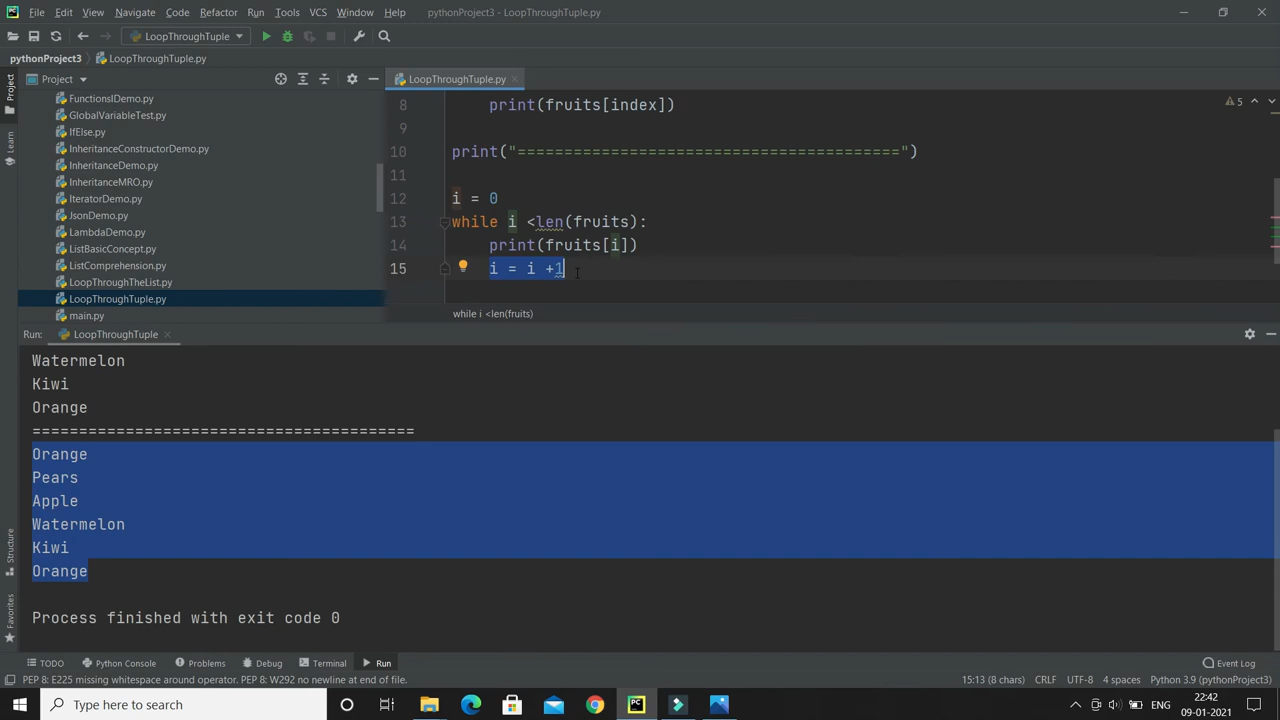 File Edit View Navigate Code Refactor Run Tools VCS Window Help pythonProject3 - LoopThroughTuple.py
LoopThroughTuple
pythonProject3 LoopThroughTuple.py
Project
Project
LoopThroughTuple.py
FunctionsIDemo.py
GlobalVariableTest.py
IfElse.py
InheritanceConstructorDemo.py
InheritanceDemo.py
InheritanceMRO.py
IteratorDemo.py
JsonDemo.py
LambdaDemo.py
ListBasicConcept.py
ListComprehension.py
LoopThroughTheList.py
LoopThroughTuple.py
main.py
Learn
Structure
Favorites
8 print(fruits[index])
9
10 print("=========================================")
11
12 i = 0
13 while i <len(fruits):
14 print(fruits[i])
15 i = i +1
5
while i <len(fruits)
Run: LoopThroughTuple
Watermelon
Kiwi
Orange
=========================================
Orange
Pears
Apple
Watermelon
Kiwi
Orange
Process finished with exit code 0
TODO Python Console Problems Debug Terminal Run Event Log
PEP 8: E225 missing whitespace around operator. PEP 8: W292 no newline at end of file. 15:13 (8 chars) CRLF UTF-8 4 spaces Python 3.9 (pythonProject3)
Type here to search
PC
ENG
22:42
09-01-2021